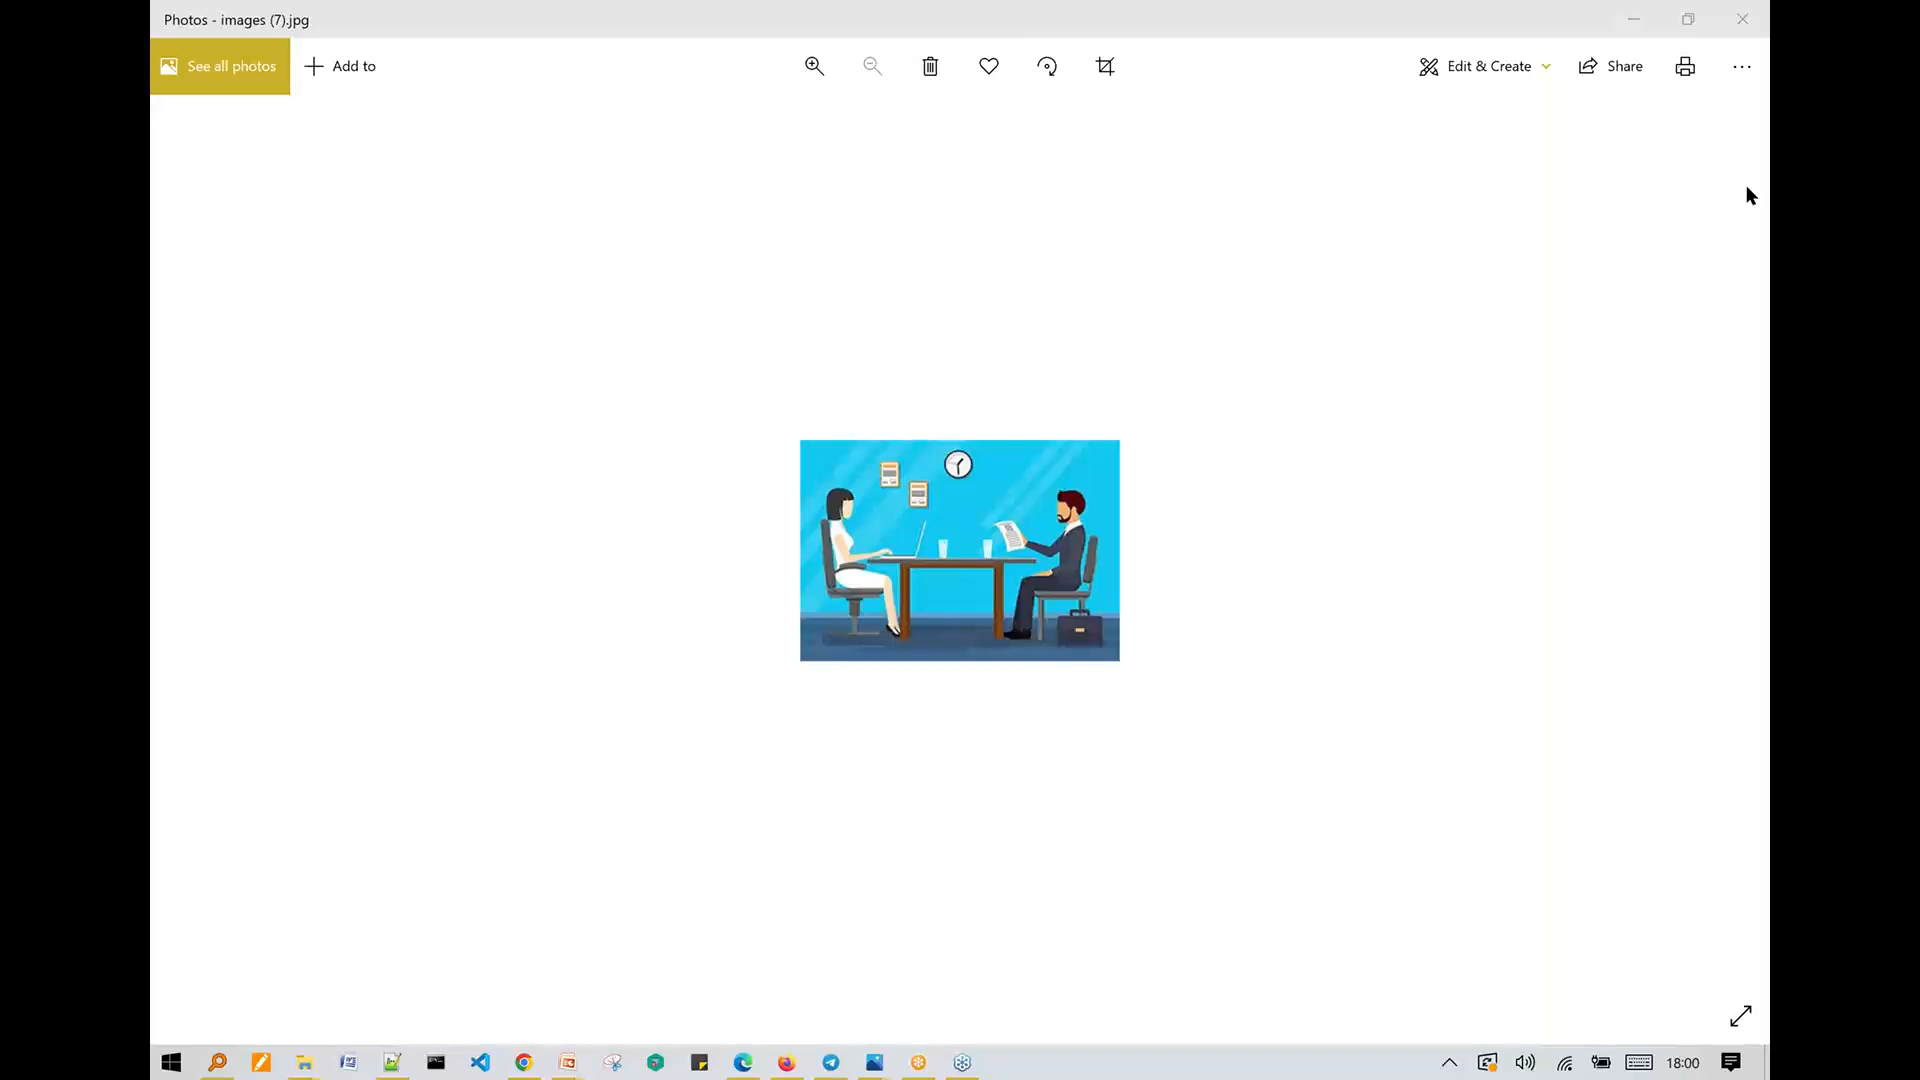 Photos - images (7).jpg
See all photos
Add to
Edit & Create
Share
18:00